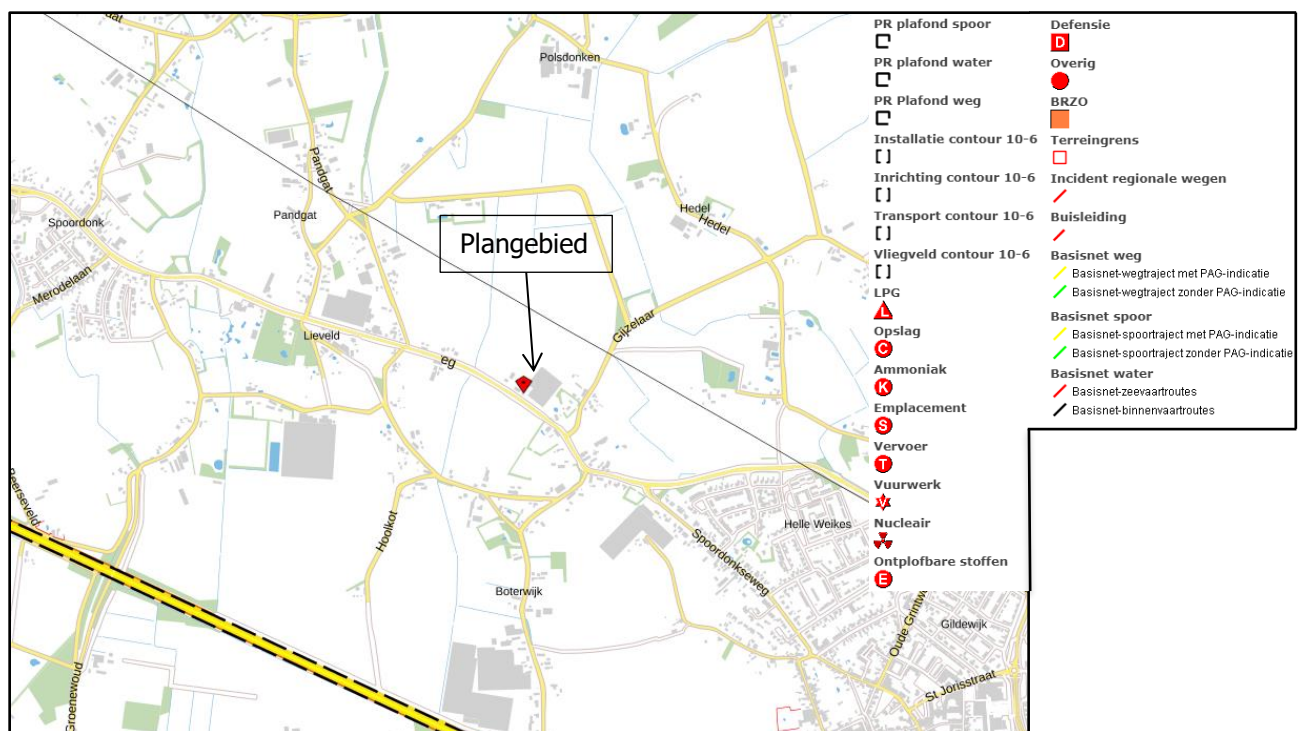 Polsdonken
Pandgat
Pandgat
Spoordonk
Merodelaan
Hedel
Hedel
Plangebied
Lieveld
eg
Gijzelaar
Hoolkot
Boterwijk
Groenewoud
Helle Weikes
Spoordonkseweg
Gildewijk
St Jorisstraat
PR plafond spoor
PR plafond water
PR Plafond weg
Installatie contour 10-6
Inrichting contour 10-6
Transport contour 10-6
Vliegveld contour 10-6
LPG
L
Opslag
C
Ammoniak
K
Emplacement
S
Vervoer
T
Vuurwerk
V
Nucleair
Ontplofbare stoffen
E
Defensie
D
Overig
BRZO
Terreingrens
Incident regionale wegen
Buisleiding
Basisnet weg
Basisnet-wegtraject met PAG-indicatie
Basisnet-wegtraject zonder PAG-indicatie
Basisnet spoor
Basisnet-spoortraject met PAG-indicatie
Basisnet-spoortraject zonder PAG-indicatie
Basisnet water
Basisnet-zeevaartroutes
Basisnet-binnenvaartroutes